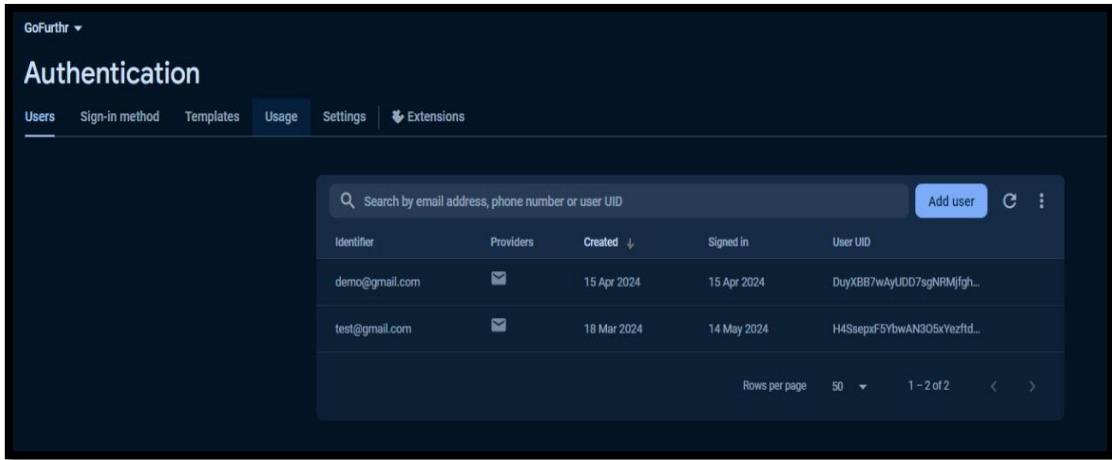 GoFurthr
Authentication
Users Sign-in method Templates Usage Settings Extensions
Search by email address, phone number or user UID Add user
Identifier Providers Created Signed in User UID
demo@gmail.com 15 Apr 2024 15 Apr 2024 DuyXBB7wAyUDD7sgNRMjfgh...
test@gmail.com 18 Mar 2024 14 May 2024 H4SsepxF5YbwAN3O5xYezftd...
Rows per page 50 1 – 2 of 2